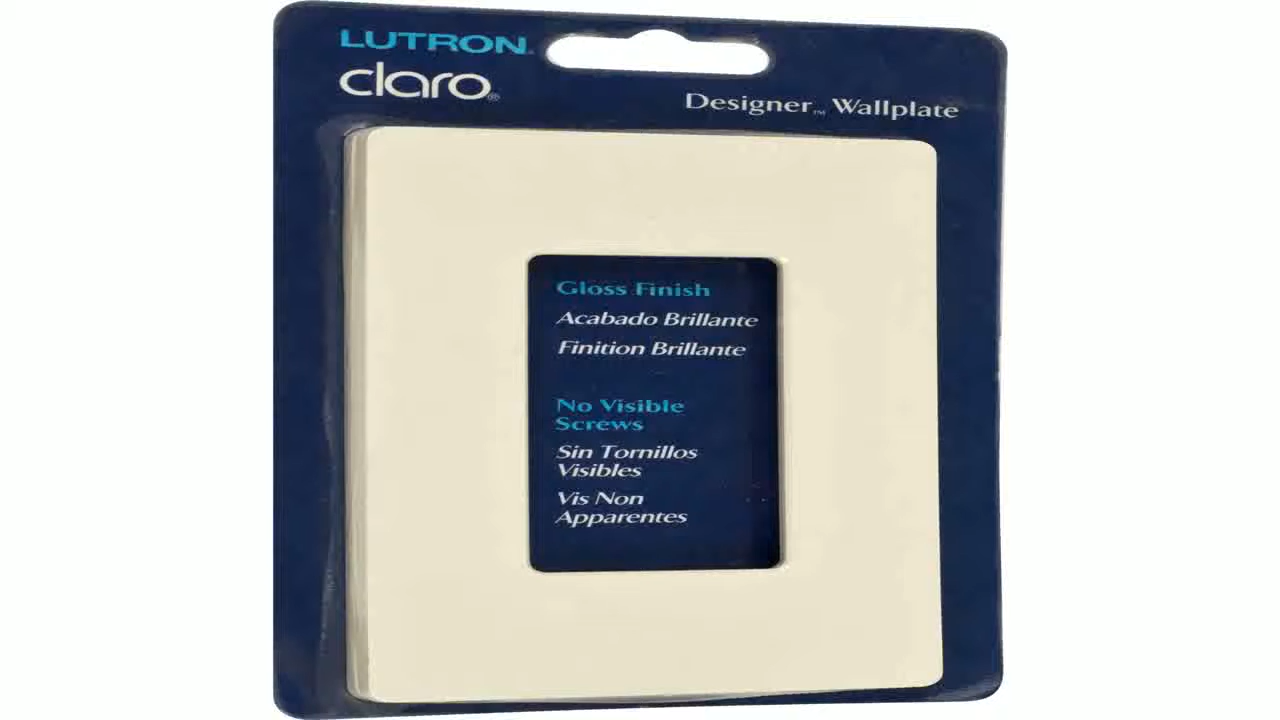 LUTRON
claro®
Designer™ Wallplate
Gloss Finish
Acabado Brillante
Finition Brillante
No Visible
Screws
Sin Tornillos
Visibles
Vis Non
Apparentes